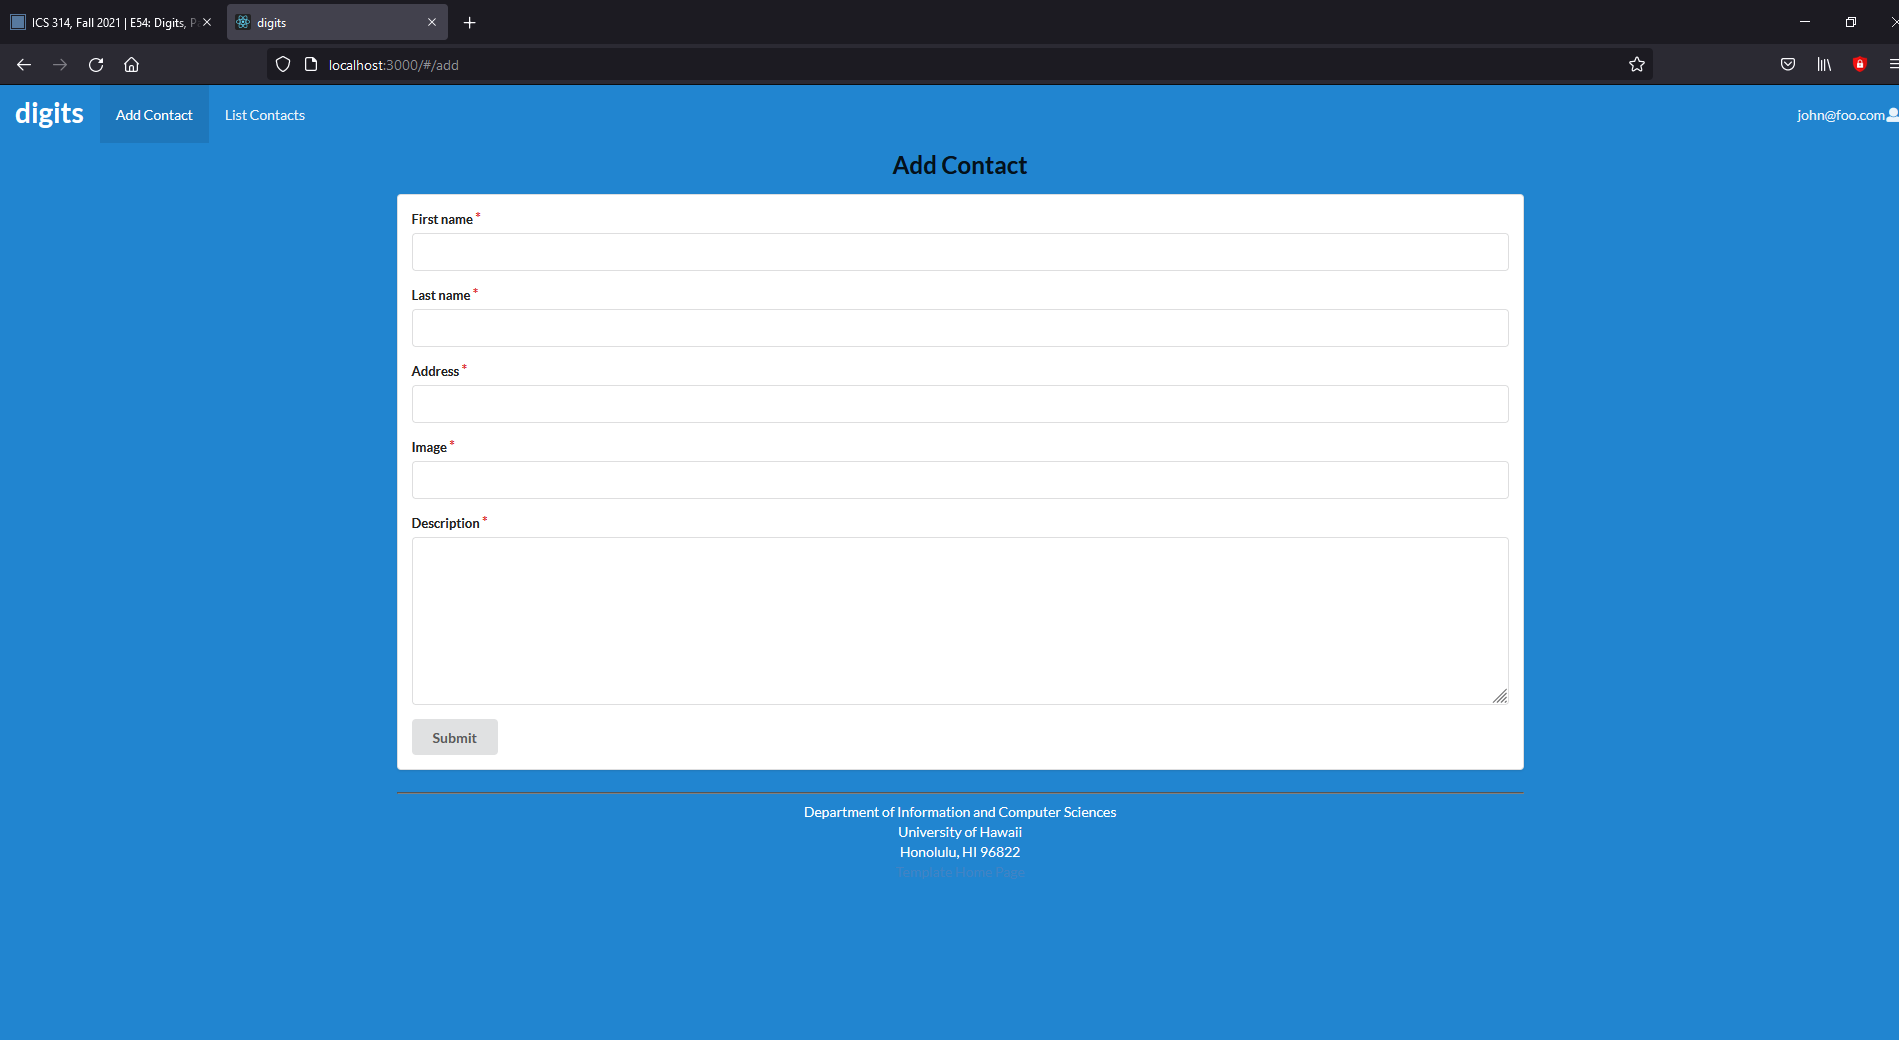 ICS 314, Fall 2021 | E54: Digits, P
digits
localhost:3000/#/add
digits
Add Contact
List Contacts
john@foo.com
Add Contact
First name *
Last name *
Address *
Image *
Description *
Submit
Department of Information and Computer Sciences
University of Hawaii
Honolulu, HI 96822
Template Home Page